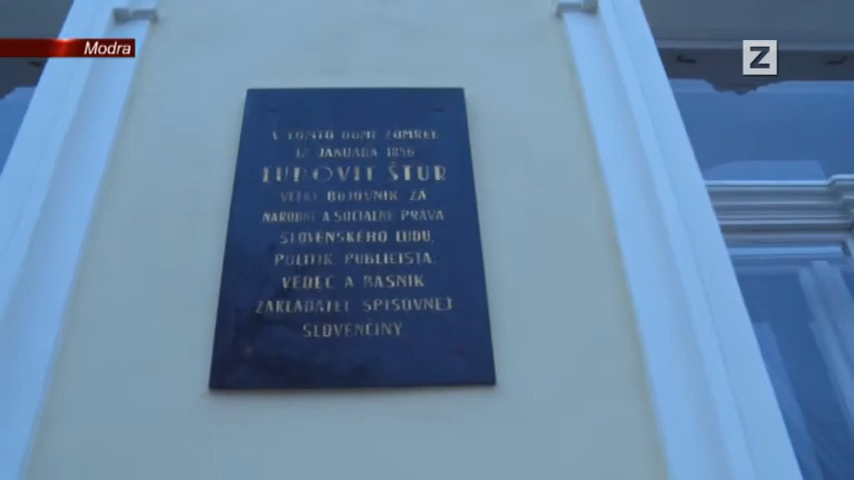 Modra
Z
V TOMTO DOME ZOMREL
12 JANUÁRA 1856
ĽUDOVÍT ŠTÚR
VEĽKÝ BOJOVNÍK ZA
NÁRODNÉ A SOCIÁLNE PRÁVA
SLOVENSKÉHO ĽUDU,
POLITIK PUBLICISTA,
VEDEC A BÁSNIK
ZAKLADATEĽ SPISOVNEJ
SLOVENČINY